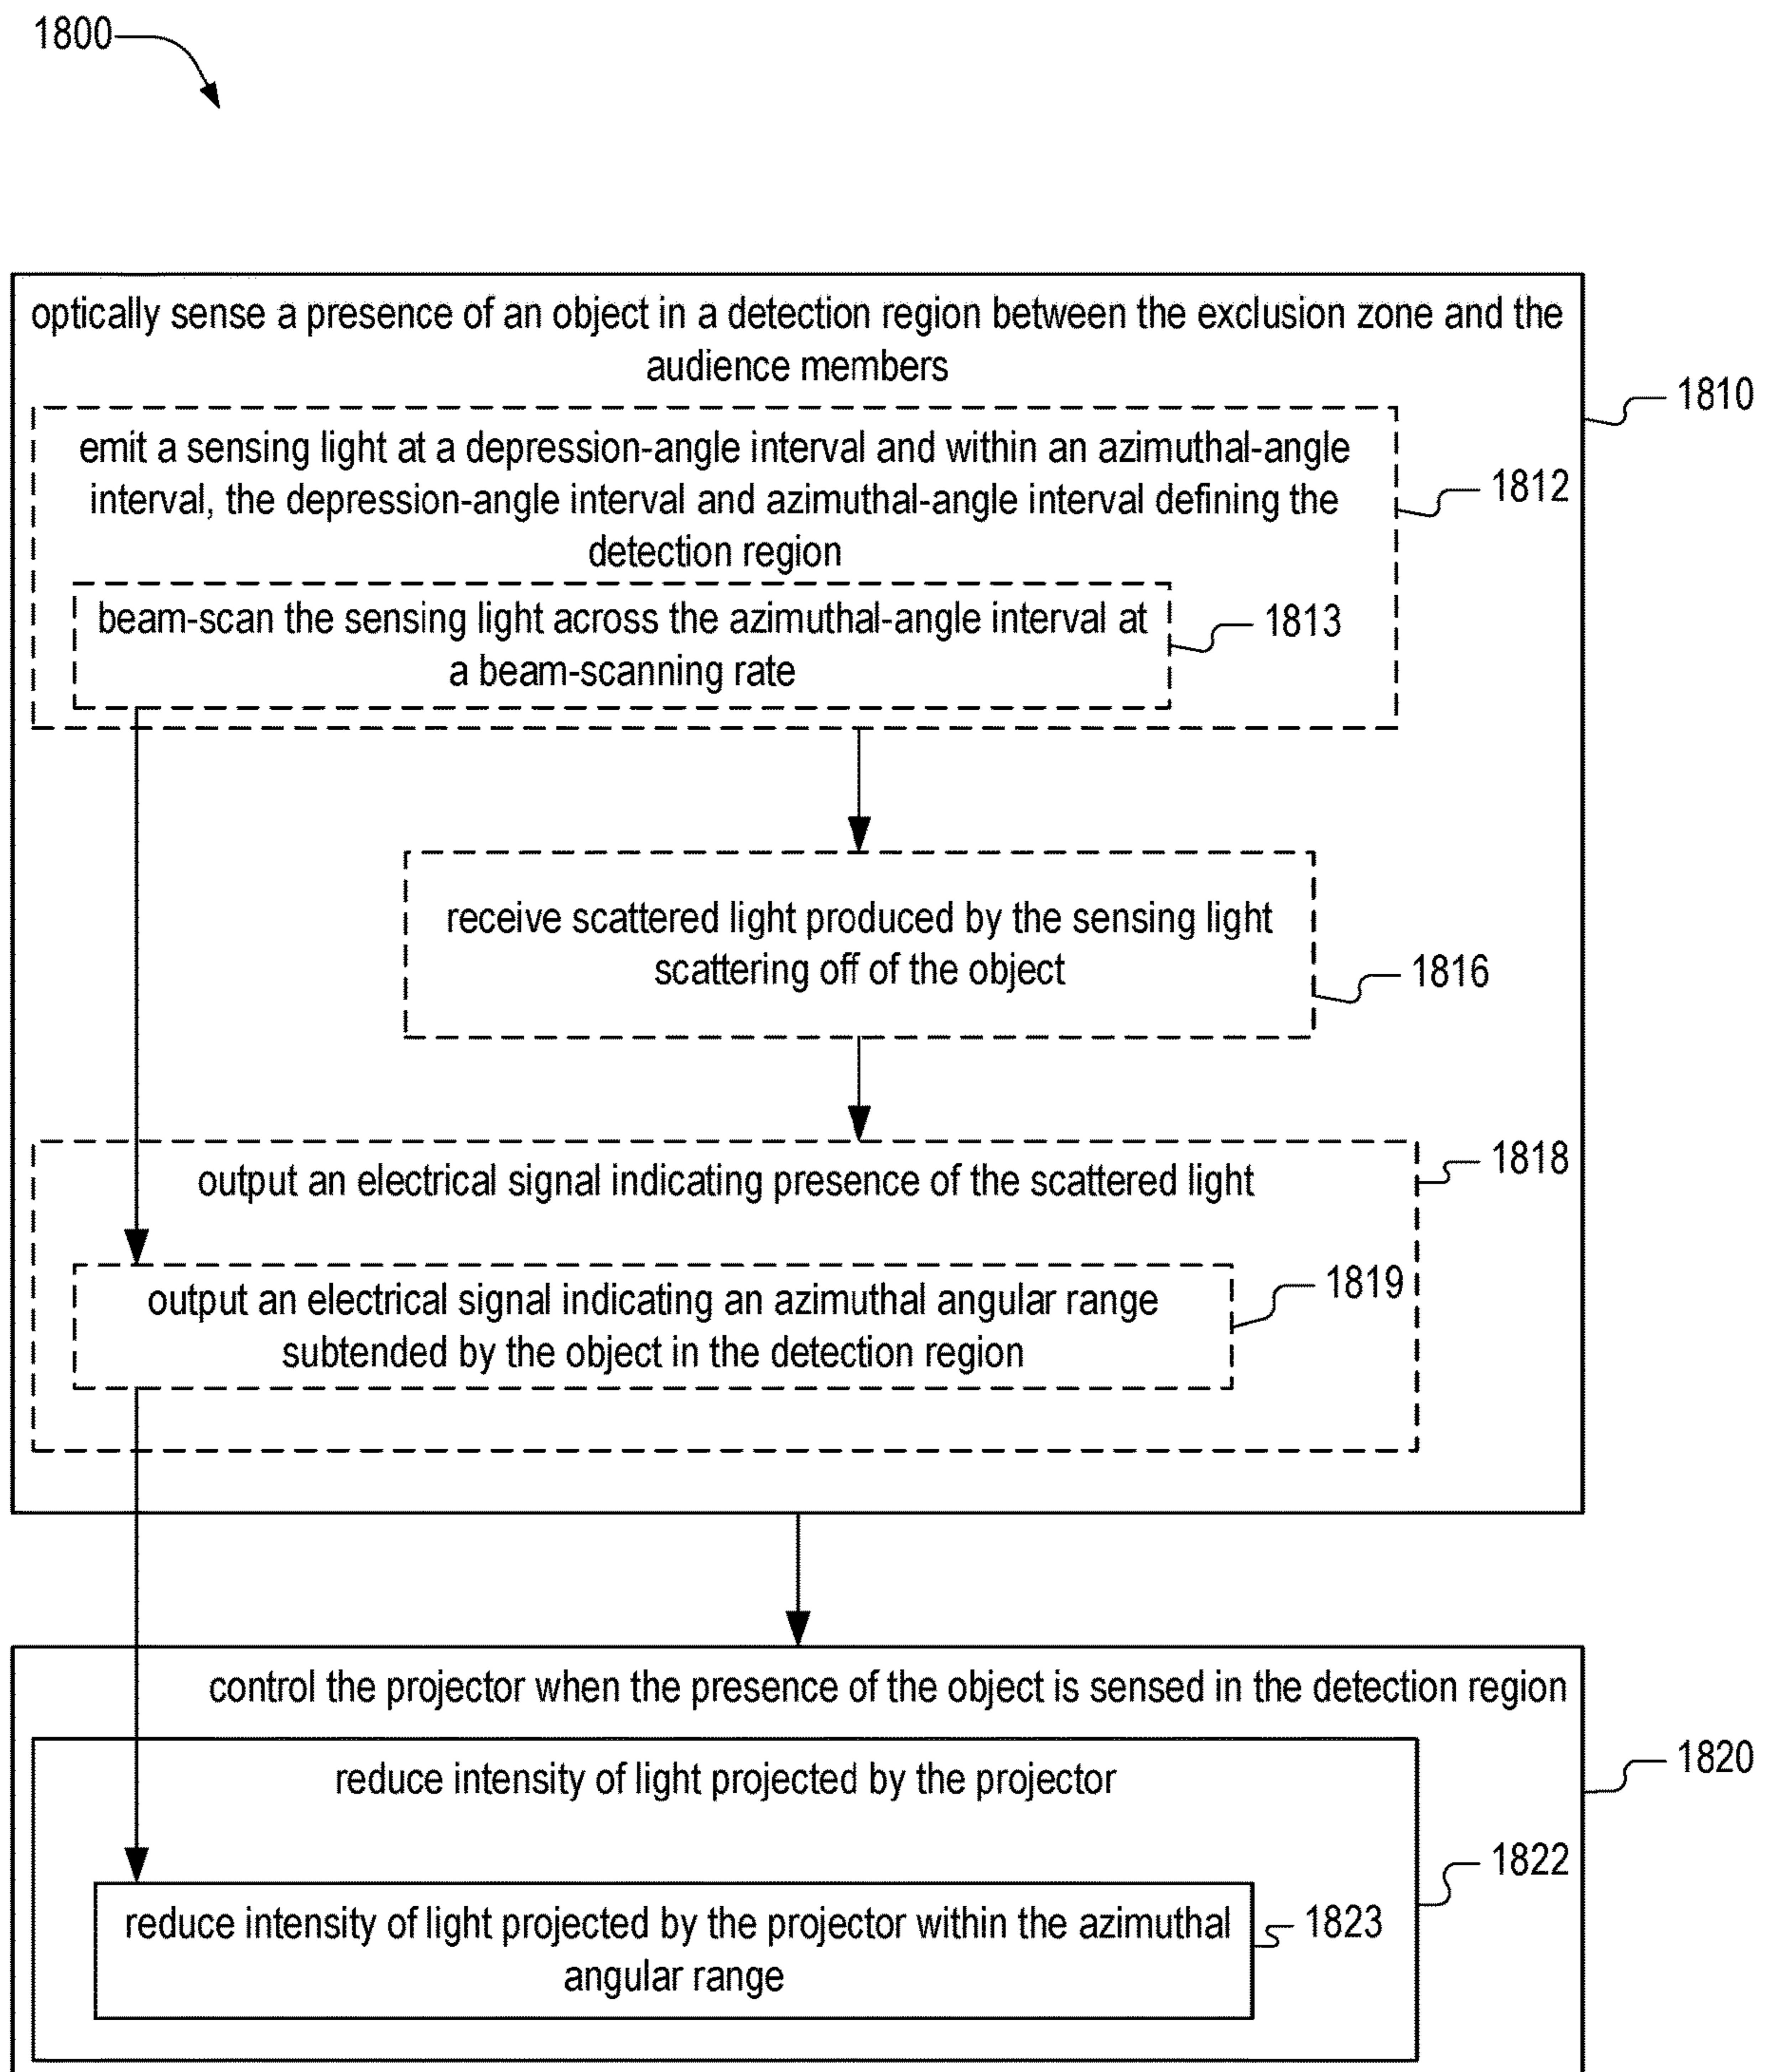 1800
optically sense a presence of an object in a detection region between the exclusion zone and the
audience members
1810
emit a sensing light at a depression-angle interval and within an azimuthal-angle
interval, the depression-angle interval and azimuthal-angle interval defining the
detection region
1812
beam-scan the sensing light across the azimuthal-angle interval at
a beam-scanning rate
1813
receive scattered light produced by the sensing light
scattering off of the object
1816
output an electrical signal indicating presence of the scattered light
1818
output an electrical signal indicating an azimuthal angular range
subtended by the object in the detection region
1819
control the projector when the presence of the object is sensed in the detection region
1820
reduce intensity of light projected by the projector
1822
reduce intensity of light projected by the projector within the azimuthal
angular range
1823